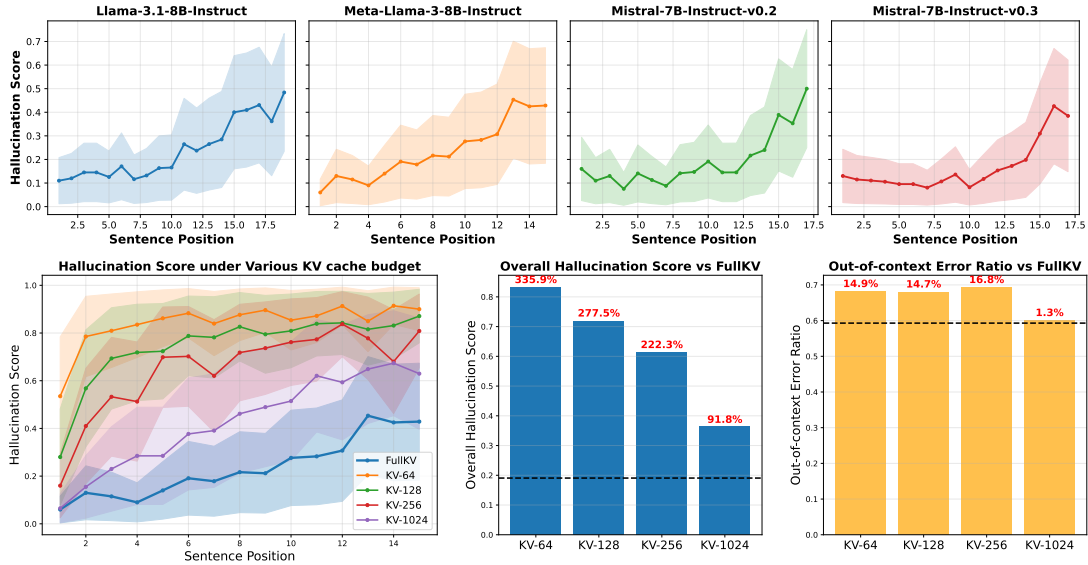 Llama-3.1-8B-Instruct
Meta-Llama-3-8B-Instruct
Mistral-7B-Instruct-v0.2
Mistral-7B-Instruct-v0.3
Hallucination Score
0.7
0.6
0.5
0.4
0.3
0.2
0.1
0.0
2.5 5.0 7.5 10.0 12.5 15.0 17.5
2 4 6 8 10 12 14
2.5 5.0 7.5 10.0 12.5 15.0 17.5
2.5 5.0 7.5 10.0 12.5 15.0 17.5
Sentence Position
Sentence Position
Sentence Position
Sentence Position
Hallucination Score under Various KV cache budget
Hallucination Score
1.0
0.8
0.6
0.4
0.2
0.0
FullKV
KV-64
KV-128
KV-256
KV-1024
2 4 6 8 10 12 14
Sentence Position
Overall Hallucination Score vs FullKV
Overall Hallucination Score
0.8
0.7
0.6
0.5
0.4
0.3
0.2
0.1
0.0
335.9%
277.5%
222.3%
91.8%
KV-64 KV-128 KV-256 KV-1024
Out-of-context Error Ratio vs FullKV
Out-of-context Error Ratio
0.7
0.6
0.5
0.4
0.3
0.2
0.1
0.0
14.9%
14.7%
16.8%
1.3%
KV-64 KV-128 KV-256 KV-1024